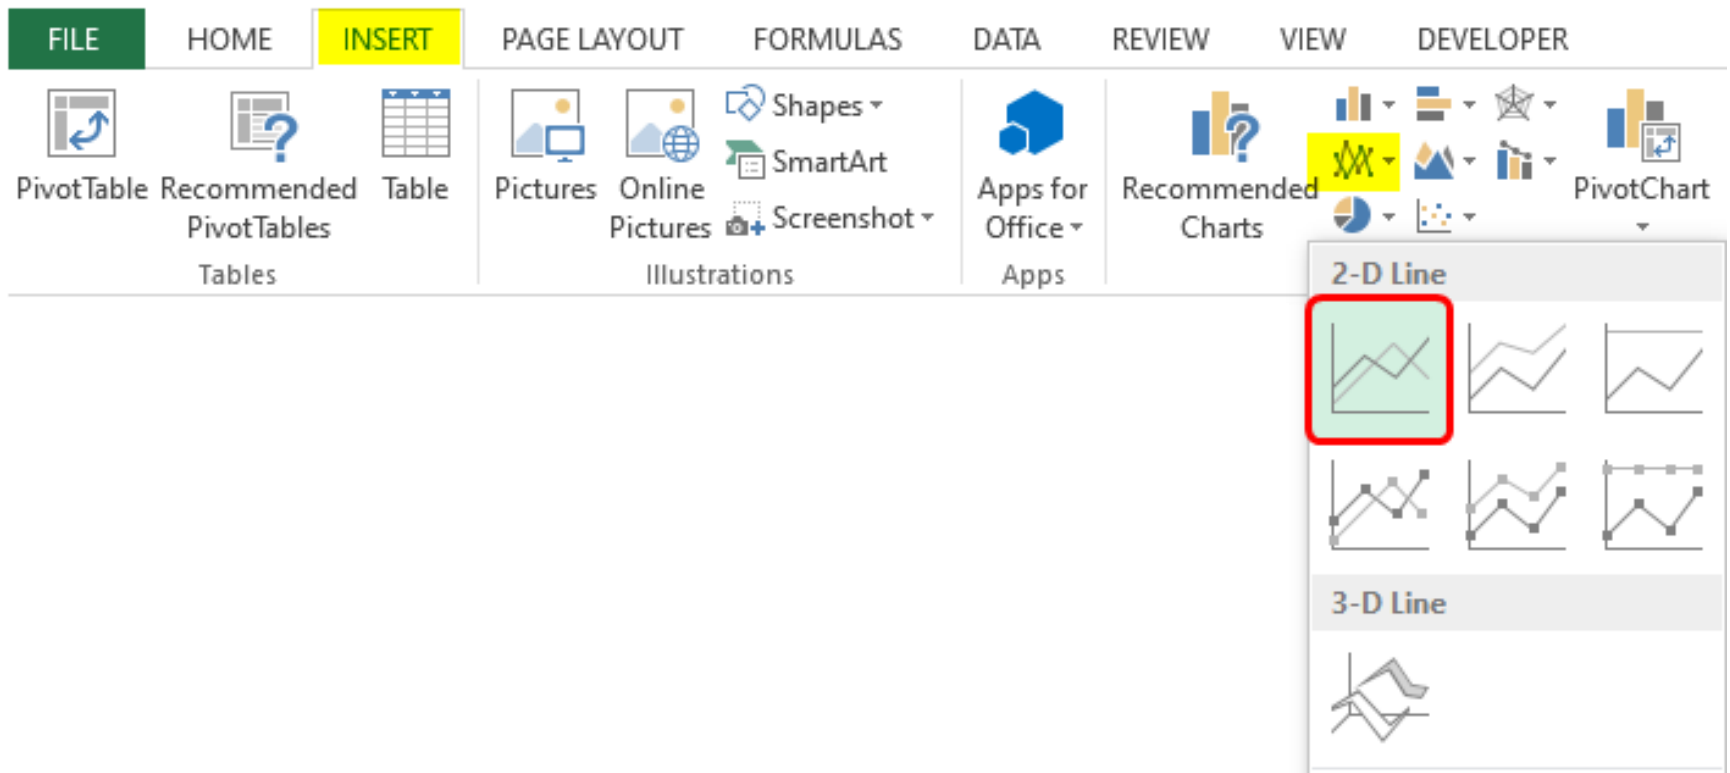 FILE HOME INSERT PAGE LAYOUT FORMULAS DATA REVIEW VIEW DEVELOPER
PivotTable
Recommended
PivotTables
Table
Tables
Pictures
Online
Pictures
Shapes
SmartArt
Screenshot
Illustrations
Apps for
Office
Apps
Recommended
Charts
PivotChart
2-D Line
3-D Line